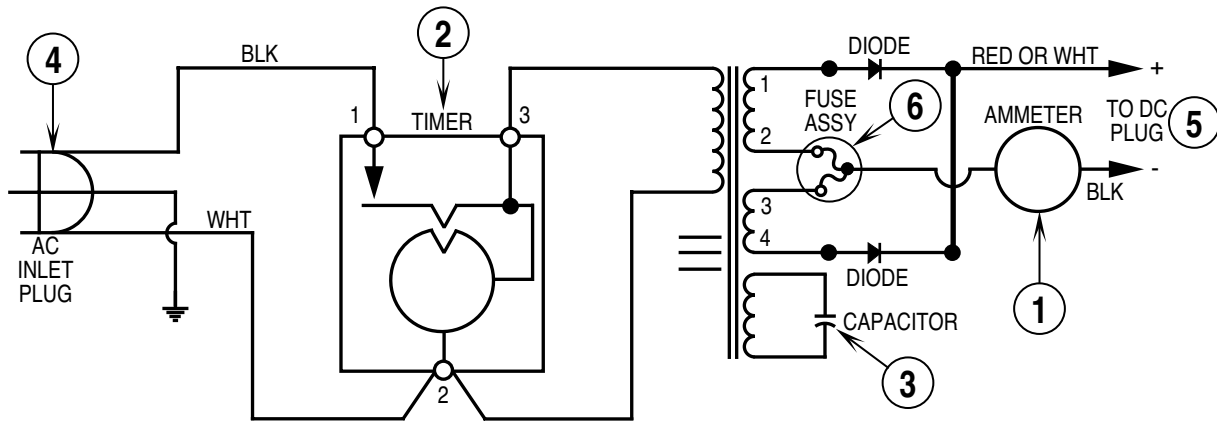 4
BLK
2
1
TIMER
3
AC
INLET
PLUG
WHT
2
1
2
3
4
DIODE
FUSE
ASSY
6
RED OR WHT
+
AMMETER
TO DC
PLUG
5
-
BLK
1
DIODE
CAPACITOR
3